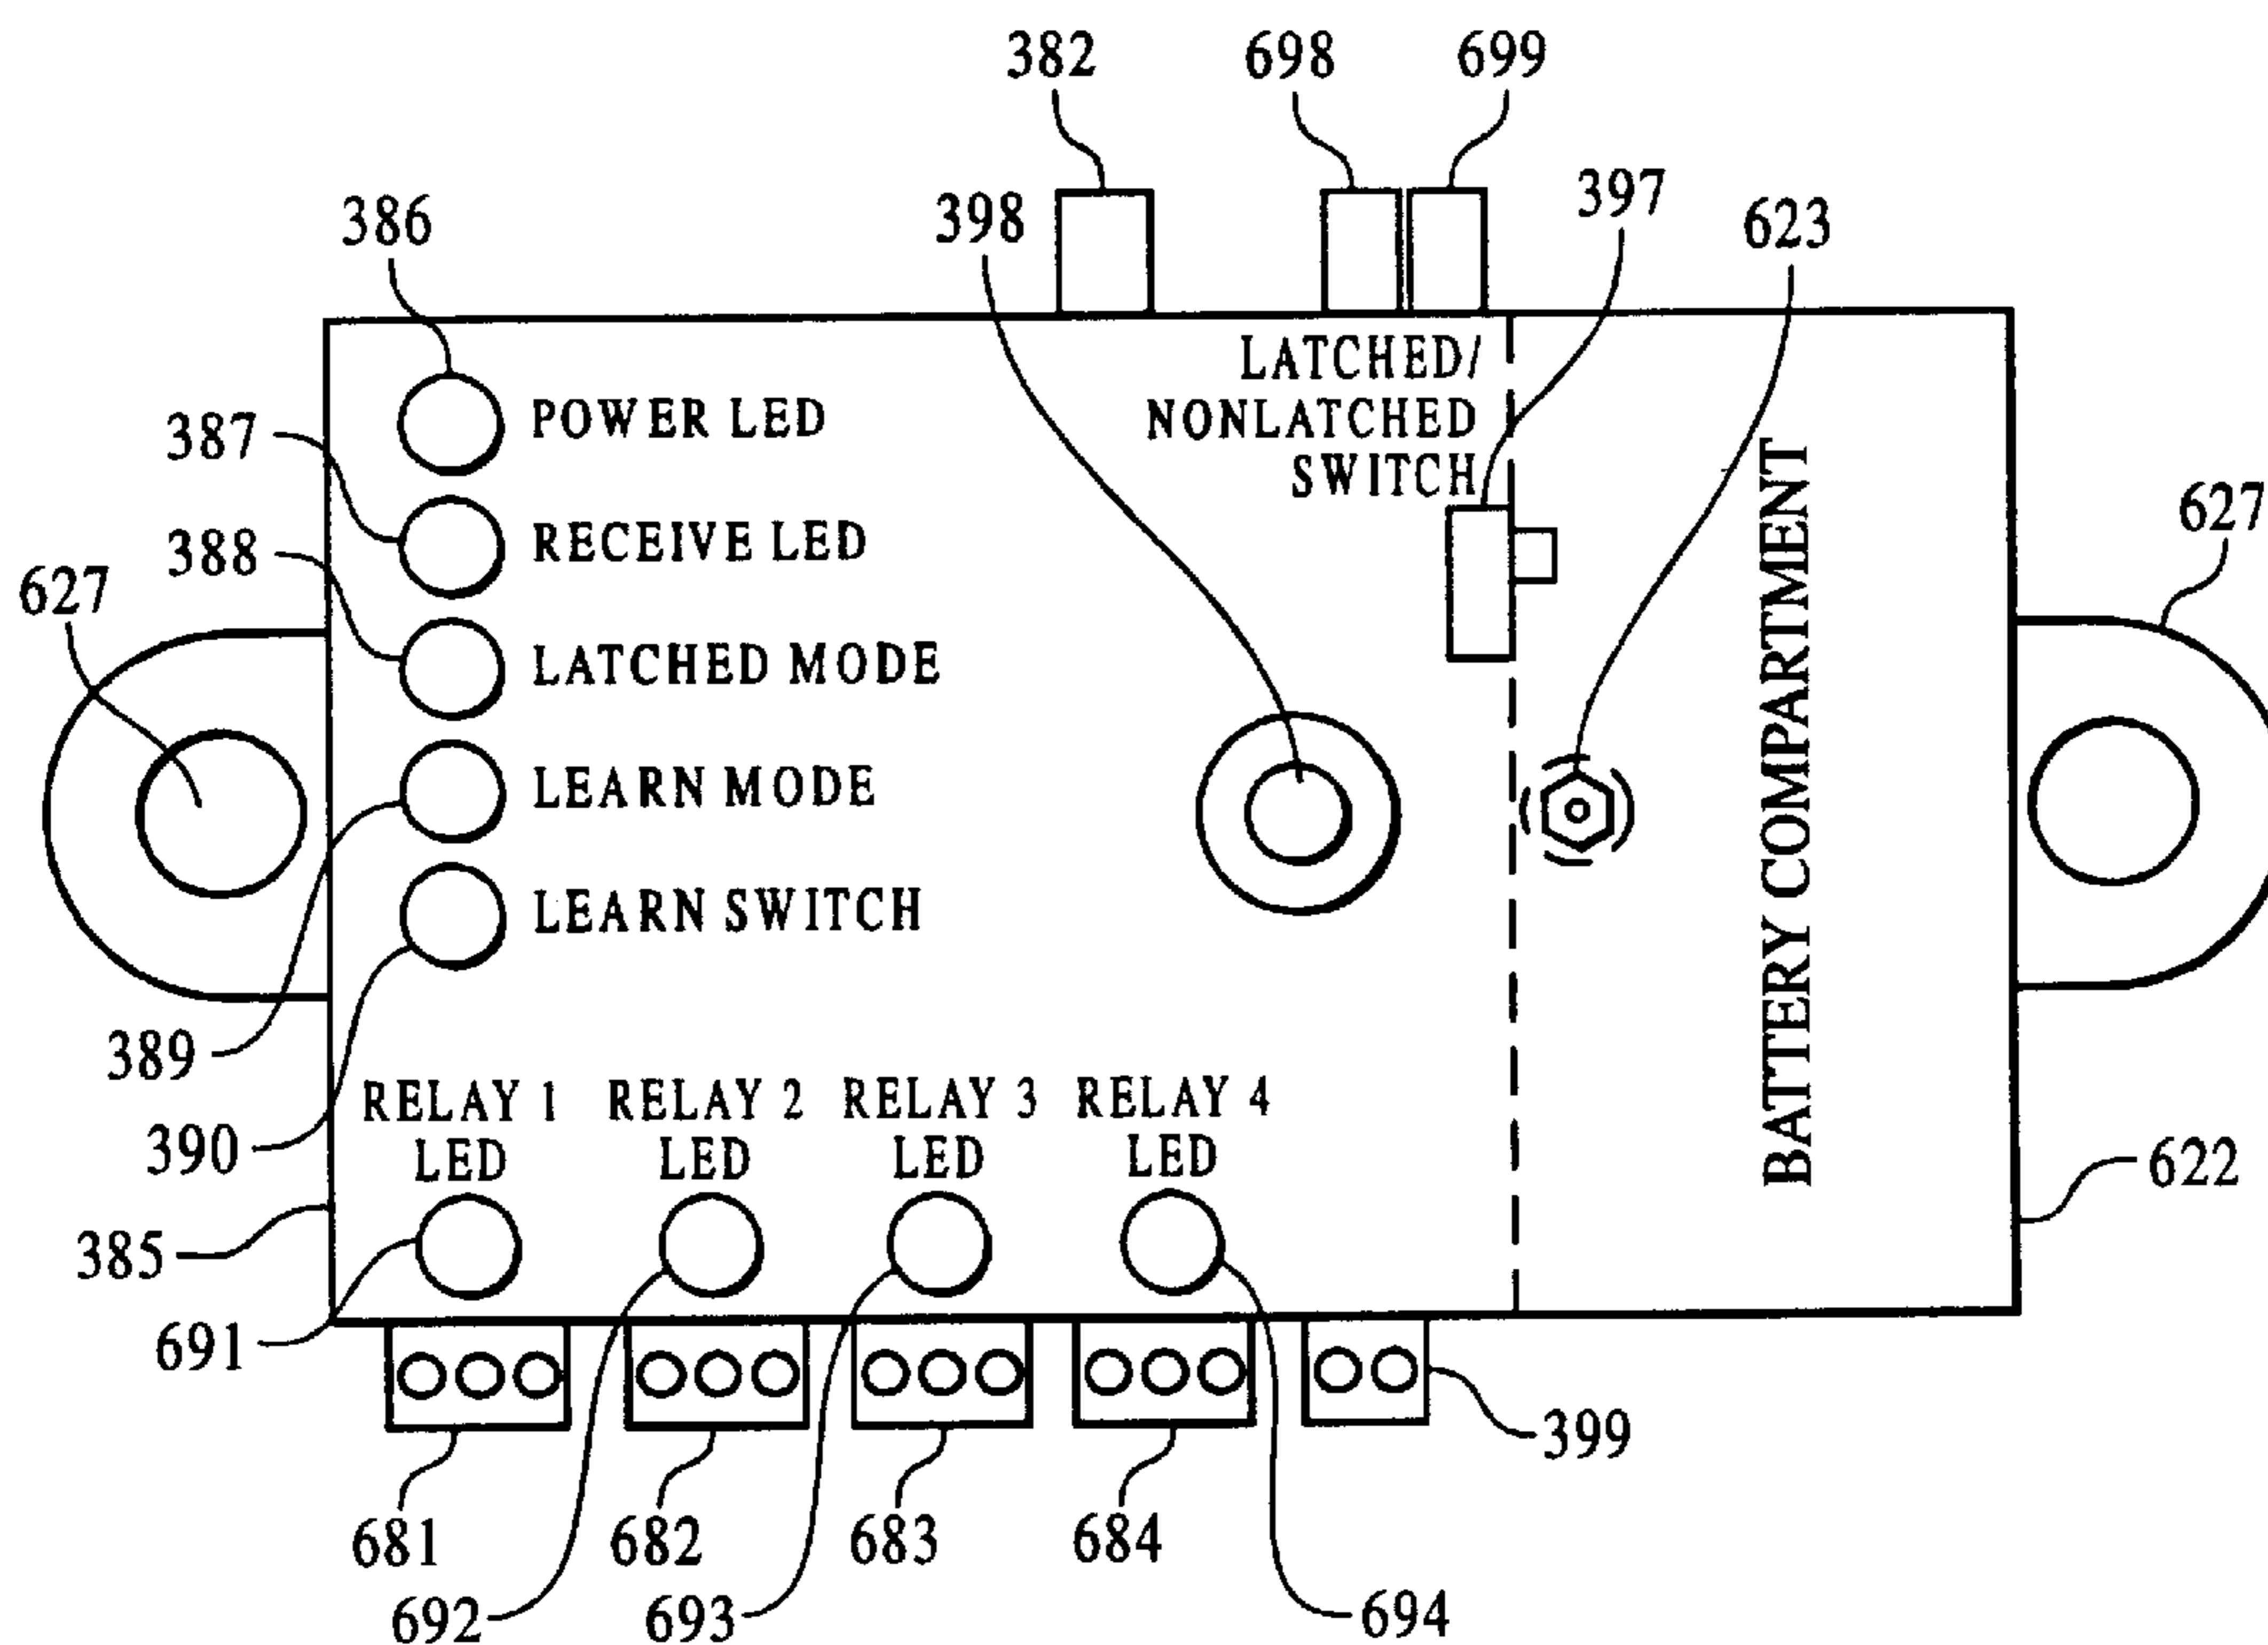 382
698
699
386
398
397
623
387
388
627
627
POWER LED
RECEIVE LED
LATCHED MODE
LEARN MODE
LEARN SWITCH
LATCHED/
NONLATCHED
SWITCH
BATTERY COMPARTMENT
389
390
385
622
RELAY 1
LED
RELAY 2
LED
RELAY 3
LED
RELAY 4
LED
691
399
681
682
683
684
692
693
694